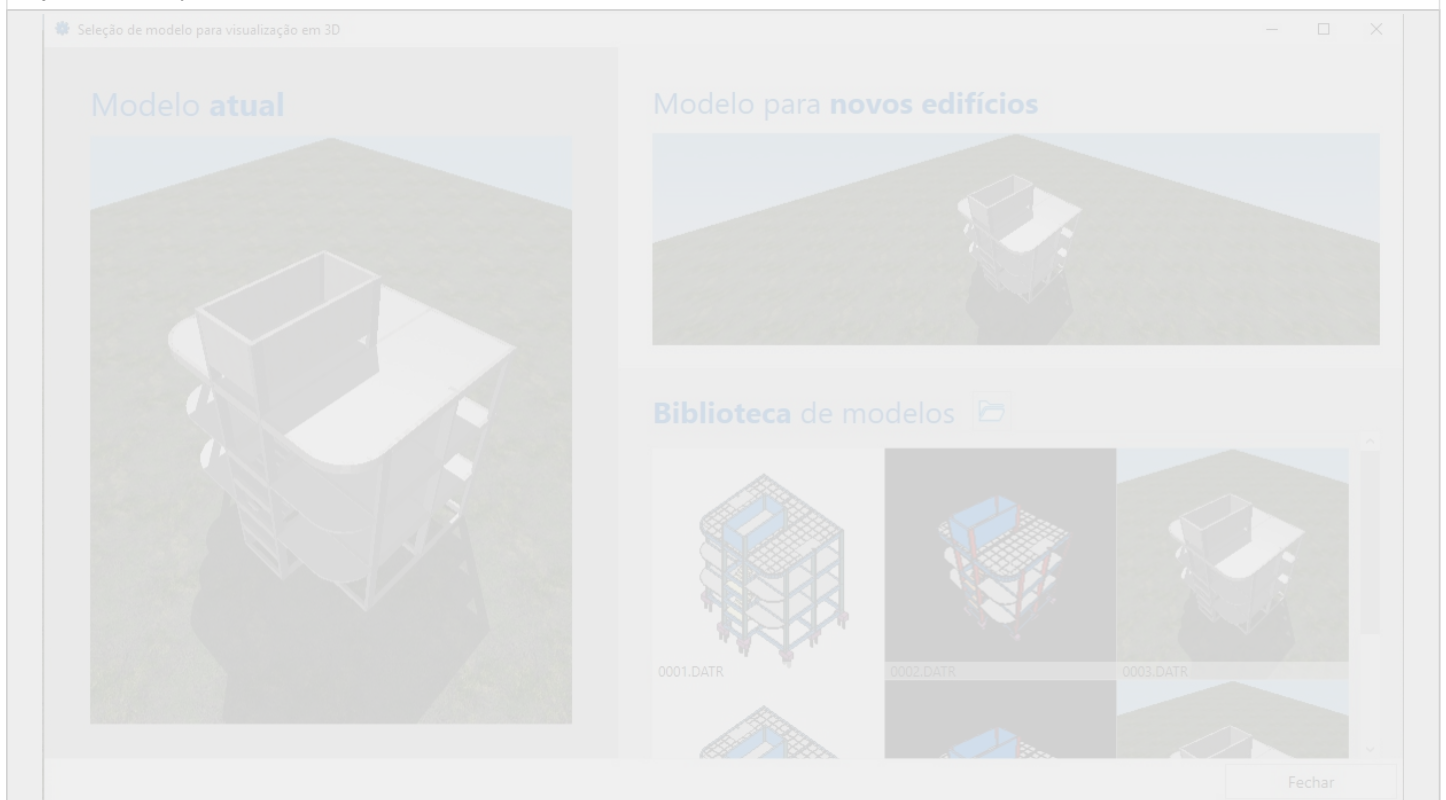 Seleção de modelo para visualização em 3D
Modelo atual
Modelo para novos edifícios
Biblioteca de modelos
0001.DATR
0002.DATR
0003.DATR
Fechar